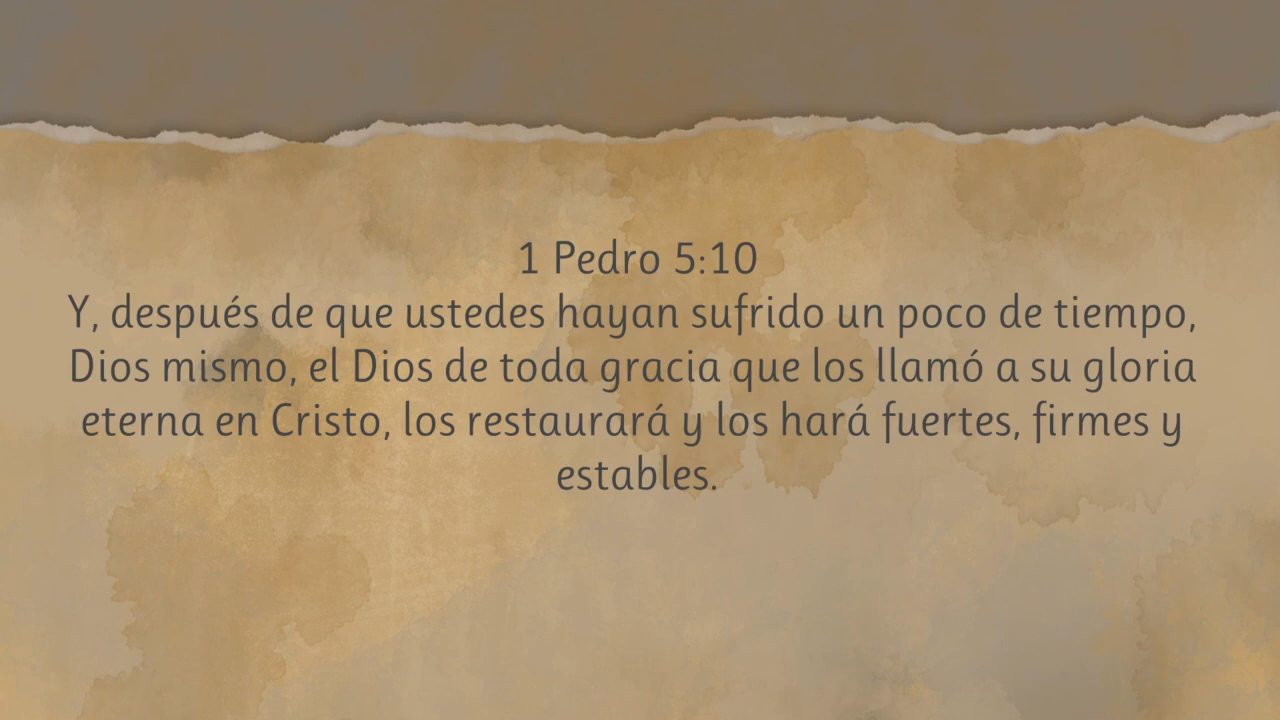 1 Pedro 5:10
Y, después de que ustedes hayan sufrido un poco de tiempo,
Dios mismo, el Dios de toda gracia que los llamó a su gloria
eterna en Cristo, los restaurará y los hará fuertes, firmes y
estables.